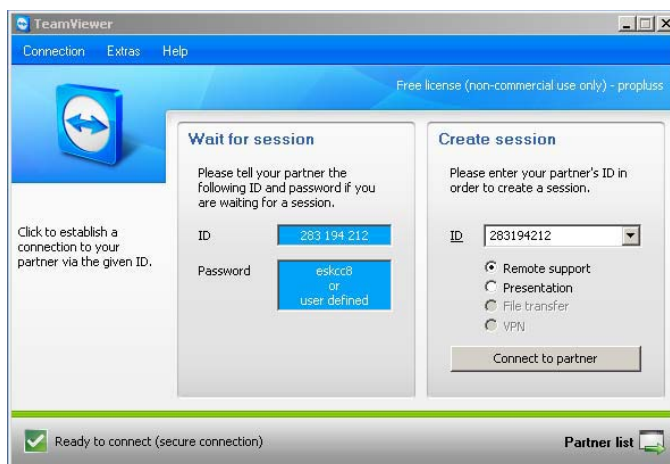 TeamViewer
Connection Extras Help
Free license (non-commercial use only) - propluss
Wait for session
Please tell your partner the
following ID and password if you
are waiting for a session.
ID 283 194 212
Password eskcc8
or
user defined
Create session
Please enter your partner's ID in
order to create a session.
ID 283194212
Remote support
Presentation
File transfer
VPN
Connect to partner
Click to establish a
connection to your
partner via the given ID.
Ready to connect (secure connection)
Partner list